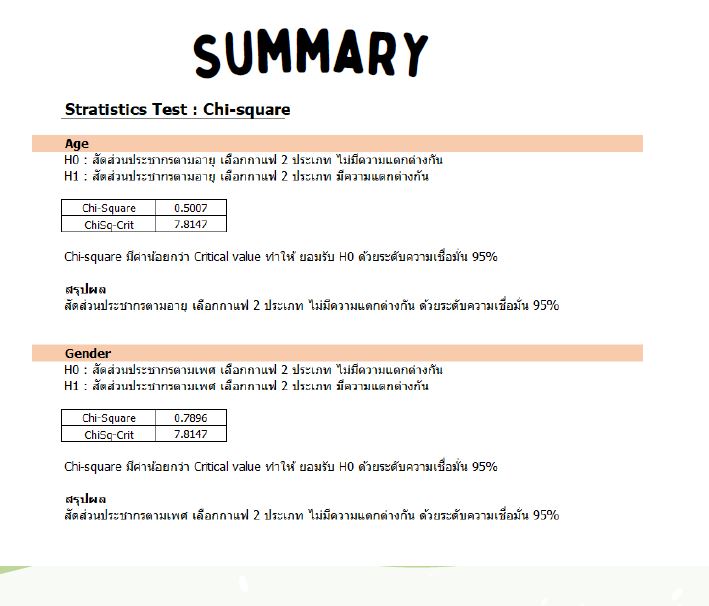 SUMMARY
Stratistics Test : Chi-square
Age
H0 : สัดส่วนประชากรตามอายุ เลือกกาแฟ 2 ประเภท ไม่มีความแตกต่างกัน
H1 : สัดส่วนประชากรตามอายุ เลือกกาแฟ 2 ประเภท มีความแตกต่างกัน
Chi-Square 0.5007
ChiSq-Crit 7.8147
Chi-square มีค่าน้อยกว่า Critical value ทำให้ ยอมรับ H0 ด้วยระดับความเชื่อมั่น 95%
สรุปผล
สัดส่วนประชากรตามอายุ เลือกกาแฟ 2 ประเภท ไม่มีความแตกต่างกัน ด้วยระดับความเชื่อมั่น 95%
Gender
H0 : สัดส่วนประชากรตามเพศ เลือกกาแฟ 2 ประเภท ไม่มีความแตกต่างกัน
H1 : สัดส่วนประชากรตามเพศ เลือกกาแฟ 2 ประเภท มีความแตกต่างกัน
Chi-Square 0.7896
ChiSq-Crit 7.8147
Chi-square มีค่าน้อยกว่า Critical value ทำให้ ยอมรับ H0 ด้วยระดับความเชื่อมั่น 95%
สรุปผล
สัดส่วนประชากรตามเพศ เลือกกาแฟ 2 ประเภท ไม่มีความแตกต่างกัน ด้วยระดับความเชื่อมั่น 95%